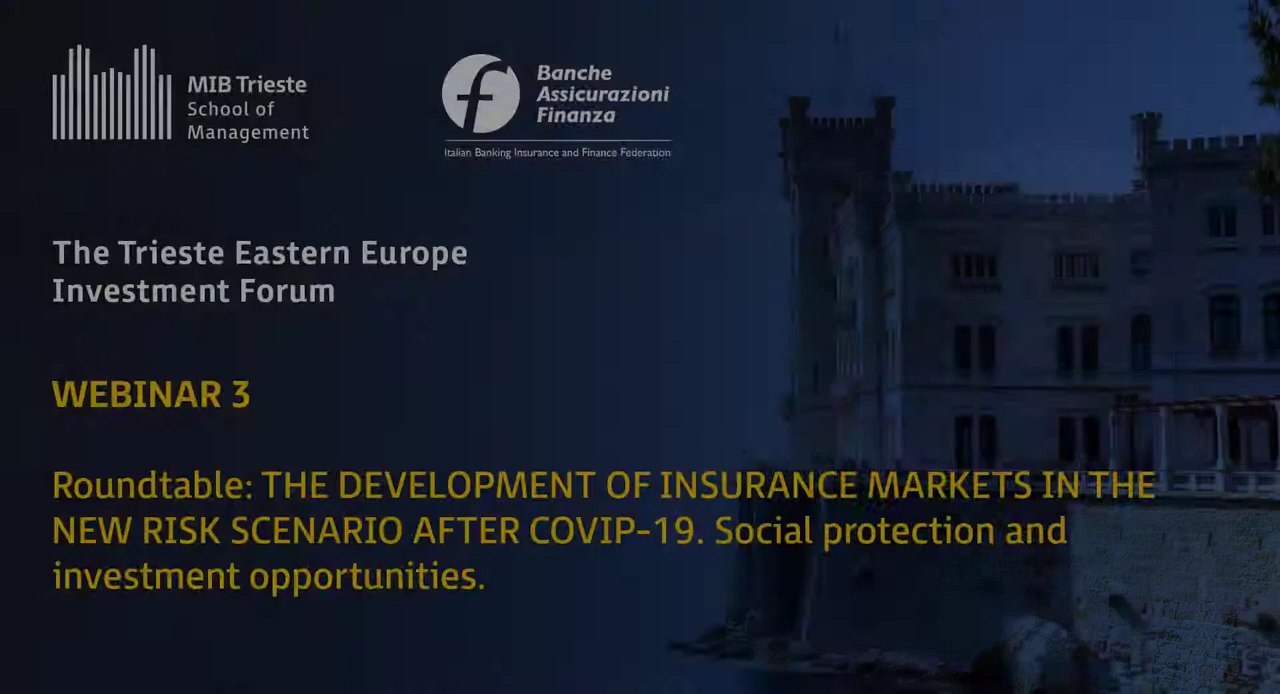 MIB Trieste
School of
Management
Banche
Assicurazioni
Finanza
Italian Banking Insurance and Finance Federation
The Trieste Eastern Europe
Investment Forum
WEBINAR 3
Roundtable: THE DEVELOPMENT OF INSURANCE MARKETS IN THE
NEW RISK SCENARIO AFTER COVIP-19. Social protection and
investment opportunities.